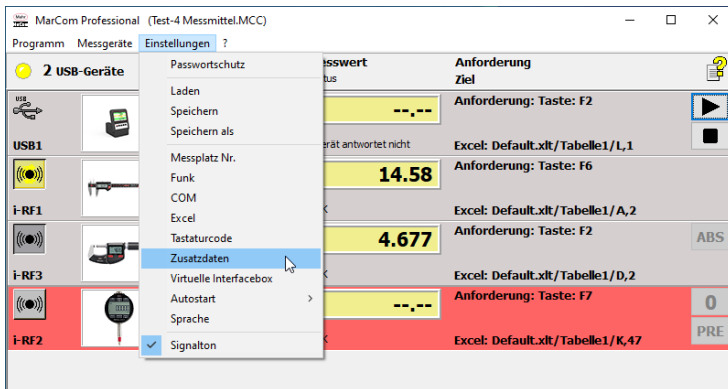 MarCom Professional (Test-4 Messmittel.MCC)
Programm Messgeräte Einstellungen ?
2 USB-Geräte
Passwortschutz
Laden
Speichern
Speichern als
Messplatz Nr.
Funk
COM
Excel
Tastaturcode
Zusatzdaten
Virtuelle Interfacebox
Autostart
Sprache
Signalton
Anforderung
Ziel
USB
USB1
--.--
Anforderung: Taste: F2
antwortet nicht
Excel: Default.xlt/Tabelle1/L,1
i-RF1
14.58
Anforderung: Taste: F6
Excel: Default.xlt/Tabelle1/A,2
i-RF3
4.677
Anforderung: Taste: F2
Excel: Default.xlt/Tabelle1/D,2
ABS
i-RF2
--.--
Anforderung: Taste: F7
Excel: Default.xlt/Tabelle1/K,47
0
PRE